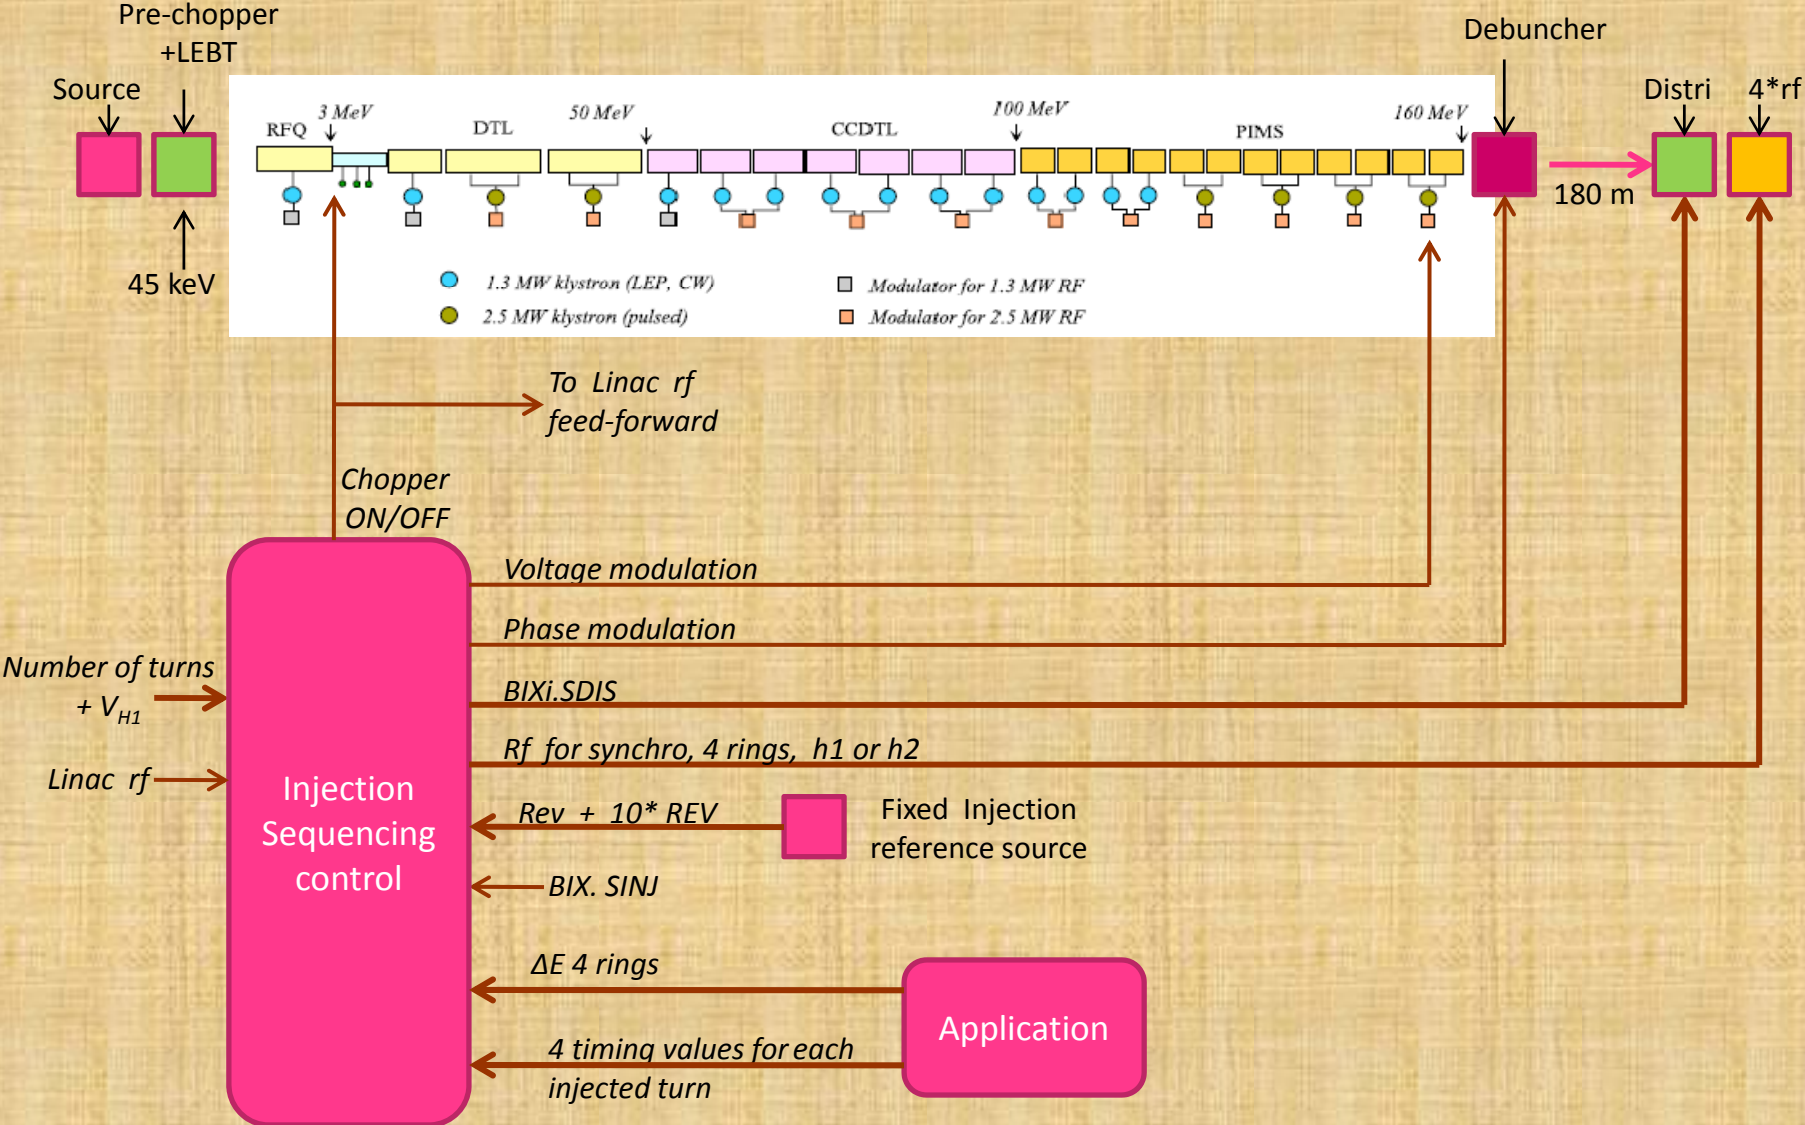 Pre-chopper
+LEBT
Source
Debuncher
Distri
4*rf
3 MeV
50 MeV
100 MeV
160 MeV
RFQ
DTL
CCDTL
PIMS
180 m
45 keV
1.3 MW klystron (LEP, CW)
Modulator for 1.3 MW RF
2.5 MW klystron (pulsed)
Modulator for 2.5 MW RF
To Linac rf
feed-forward
Chopper
ON/OFF
Voltage modulation
Phase modulation
Number of turns
+ VH1
BIXi.SDIS
Rf for synchro, 4 rings, h1 or h2
Linac rf
Injection
Sequencing
control
Rev + 10* REV
Fixed Injection
reference source
BIX. SINJ
ΔE 4 rings
Application
4 timing values for each
injected turn